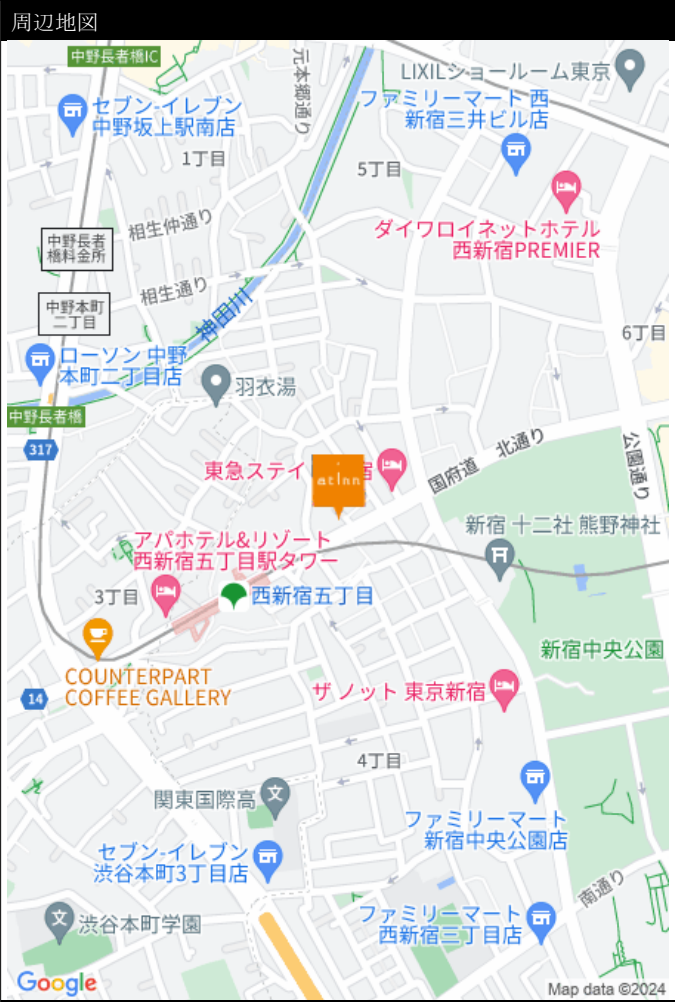 周辺地図
中野長者橋IC
元本郷通り
LIXILショールーム東京
セブン-イレブン
中野坂上駅南店
ファミリーマート 西
新宿三井ビル店
1丁目
5丁目
ダイワロイネットホテル
西新宿PREMIER
相生仲通り
中野長者
橋料金所
相生通り
神田川
中野本町
二丁目
6丁目
ローソン 中野
本町二丁目店
羽衣湯
中野長者橋
317
東急ステイ
宿
at inn
国府道
北通り
公園通り
新宿 十二社 熊野神社
アパホテル&リゾート
西新宿五丁目駅タワー
3丁目
西新宿五丁目
新宿中央公園
COUNTERPART
COFFEE GALLERY
14
ザ ノット 東京新宿
4丁目
関東国際高
ファミリーマート
新宿中央公園店
セブン-イレブン
渋谷本町3丁目店
南通り
渋谷本町学園
ファミリーマート
西新宿三丁目店
Google
Map data ©2024